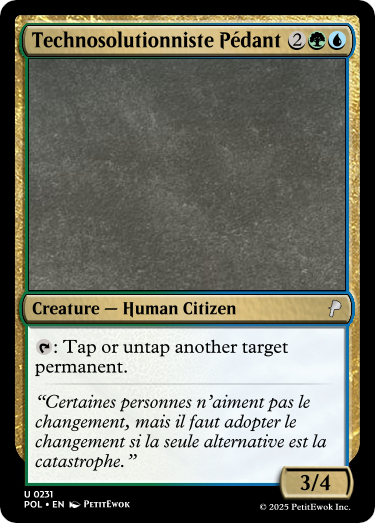 Technosolutionniste Pédant 2
Creature — Human Citizen
: Tap or untap another target
permanent.
“Certaines personnes n’aiment pas le
changement, mais il faut adopter le
changement si la seule alternative est la
catastrophe.”
3/4
U 0231
POL • EN PetitEwok
© 2025 PetitEwok Inc.